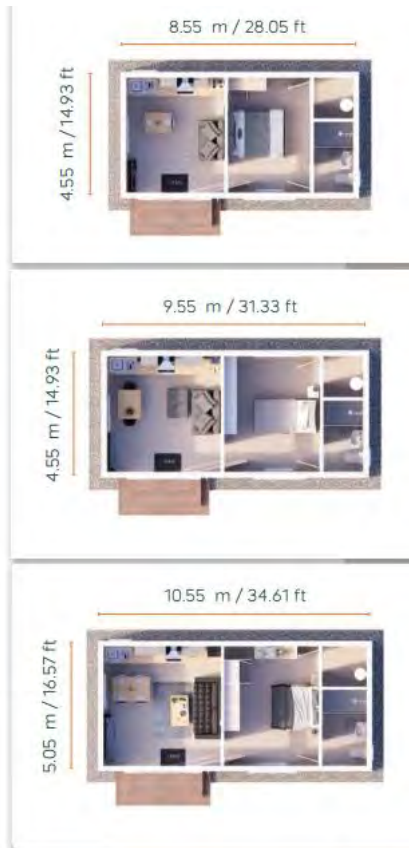 8.55 m / 28.05 ft
4.55 m / 14.93 ft
9.55 m / 31.33 ft
4.55 m / 14.93 ft
10.55 m / 34.61 ft
5.05 m / 16.57 ft